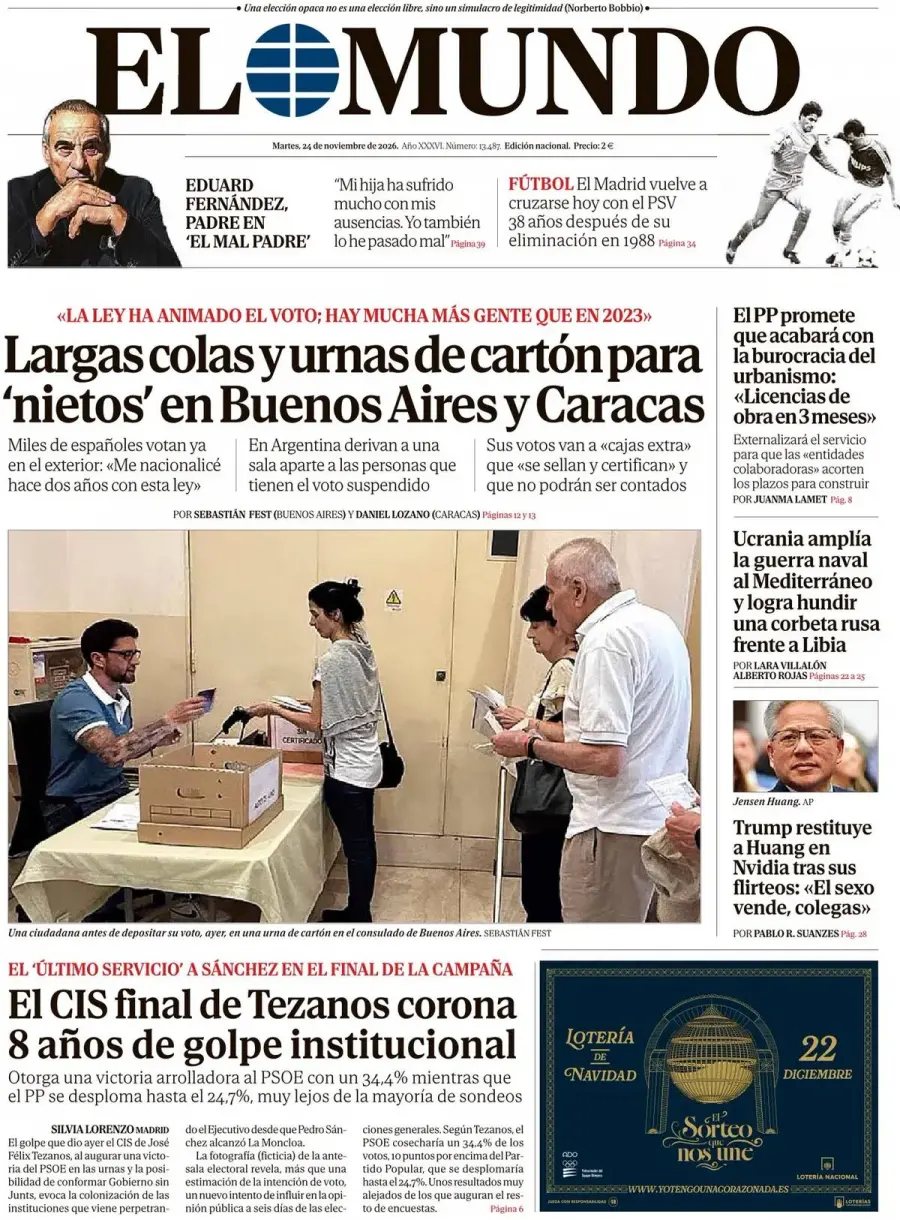 Una elección opaca no es una elección libre, sino un simulacro de legitimidad (Norberto Bobbio)
EL MUNDO
Martes, 24 de noviembre de 2026. Año XXXVI. Número: 13.487. Edición nacional. Precio: 2 €
EDUARD
FERNÁNDEZ,
PADRE EN
‘EL MAL PADRE’
“Mi hija ha sufrido
mucho con mis
ausencias. Yo también
lo he pasado mal” Página 39
FÚTBOL El Madrid vuelve a
cruzarse hoy con el PSV
38 años después de su
eliminación en 1988 Página 34
PHILIPS
«LA LEY HA ANIMADO EL VOTO; HAY MUCHA MÁS GENTE QUE EN 2023»
Largas colas y urnas de cartón para
‘nietos’ en Buenos Aires y Caracas
Miles de españoles votan ya
en el exterior: «Me nacionalicé
hace dos años con esta ley»
En Argentina derivan a una
sala aparte a las personas que
tienen el voto suspendido
Sus votos van a «cajas extra»
que «se sellan y certifican» y
que no podrán ser contados
POR SEBASTIÁN FEST (BUENOS AIRES) Y DANIEL LOZANO (CARACAS) Páginas 12 y 13
CERTIFICADO
Una ciudadana antes de depositar su voto, ayer, en una urna de cartón en el consulado de Buenos Aires. SEBASTIÁN FEST
El PP promete
que acabará con
la burocracia del
urbanismo:
«Licencias de
obra en 3 meses»
Externalizará el servicio
para que las «entidades
colaboradoras» acorten
los plazos para construir
POR JUANMA LAMET Pág. 8
Ucrania amplía
la guerra naval
al Mediterráneo
y logra hundir
una corbeta rusa
frente a Libia
POR LARA VILLALÓN
ALBERTO ROJAS Páginas 22 a 25
Jensen Huang. AP
Trump restituye
a Huang en
Nvidia tras sus
flirteos: «El sexo
vende, colegas»
POR PABLO R. SUANZES Pág. 28
EL ‘ÚLTIMO SERVICIO’ A SÁNCHEZ EN EL FINAL DE LA CAMPAÑA
El CIS final de Tezanos corona
8 años de golpe institucional
Otorga una victoria arrolladora al PSOE con un 34,4% mientras que
el PP se desploma hasta el 24,7%, muy lejos de la mayoría de sondeos
SILVIA LORENZO MADRID
El golpe que dio ayer el CIS de José
Félix Tezanos, al augurar una victo-
ria del PSOE en las urnas y la posi-
bilidad de conformar Gobierno sin
Junts, evoca la colonización de las
instituciones que viene perpetran-
do el Ejecutivo desde que Pedro Sán-
chez alcanzó La Moncloa.
La fotografía (ficticia) de la ante-
sala electoral revela, más que una
estimación de la intención de voto,
un nuevo intento de influir en la opi-
nión pública a seis días de las elec-
ciones generales. Según Tezanos, el
PSOE cosecharía un 34,4% de los
votos, 10 puntos por encima del Par-
tido Popular, que se desplomaría
hasta el 24,7%. Unos resultados muy
alejados de los que auguran el res-
to de encuestas.
Página 6
LOTERÍA
DE
NAVIDAD
22
DICIEMBRE
El
Sorteo
que
nos une
ADO
LOTERÍA NACIONAL
WWW.YOTENGOUNACORAZONADA.ES
JUEGA CON RESPONSABILIDAD 18
LOTERÍAS